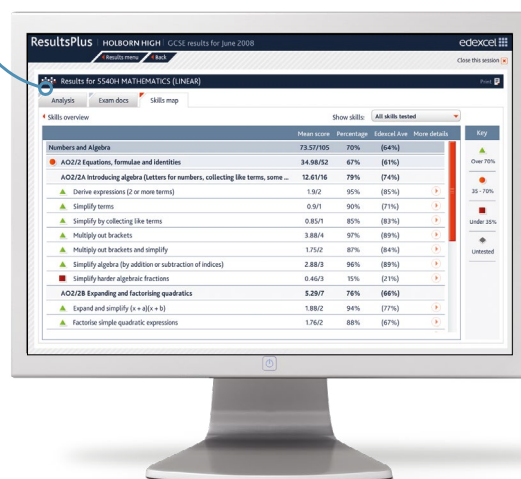 ResultsPlus | HOLBORN HIGH | GCSE results for June 2008 edexcel
Results menu Back Close this session
Results for 5540H MATHEMATICS (LINEAR) Print
Analysis Exam docs Skills map
Skills overview Show skills: All skills tested
Mean score Percentage Edexcel Ave More details Key
Numbers and Algebra 73.57/105 70% (64%)
AO2/2 Equations, formulae and identities 34.98/52 67% (61%) Over 70%
AO2/2A Introducing algebra (Letters for numbers, collecting like terms, some ... 12.61/16 79% (74%)
Derive expressions (2 or more terms) 1.9/2 95% (85%) 35 - 70%
Simplify terms 0.9/1 90% (71%)
Simplify by collecting like terms 0.85/1 85% (83%) Under 35%
Multiply out brackets 3.88/4 97% (89%)
Multiply out brackets and simplify 1.75/2 87% (84%) Untested
Simplify algebra (by addition or subtraction of indices) 2.88/3 96% (89%)
Simplify harder algebraic fractions 0.46/3 15% (21%)
AO2/2B Expanding and factorising quadratics 5.29/7 76% (66%)
Expand and simplify (x + a)(x + b) 1.88/2 94% (77%)
Factorise simple quadratic expressions 1.76/2 88% (67%)